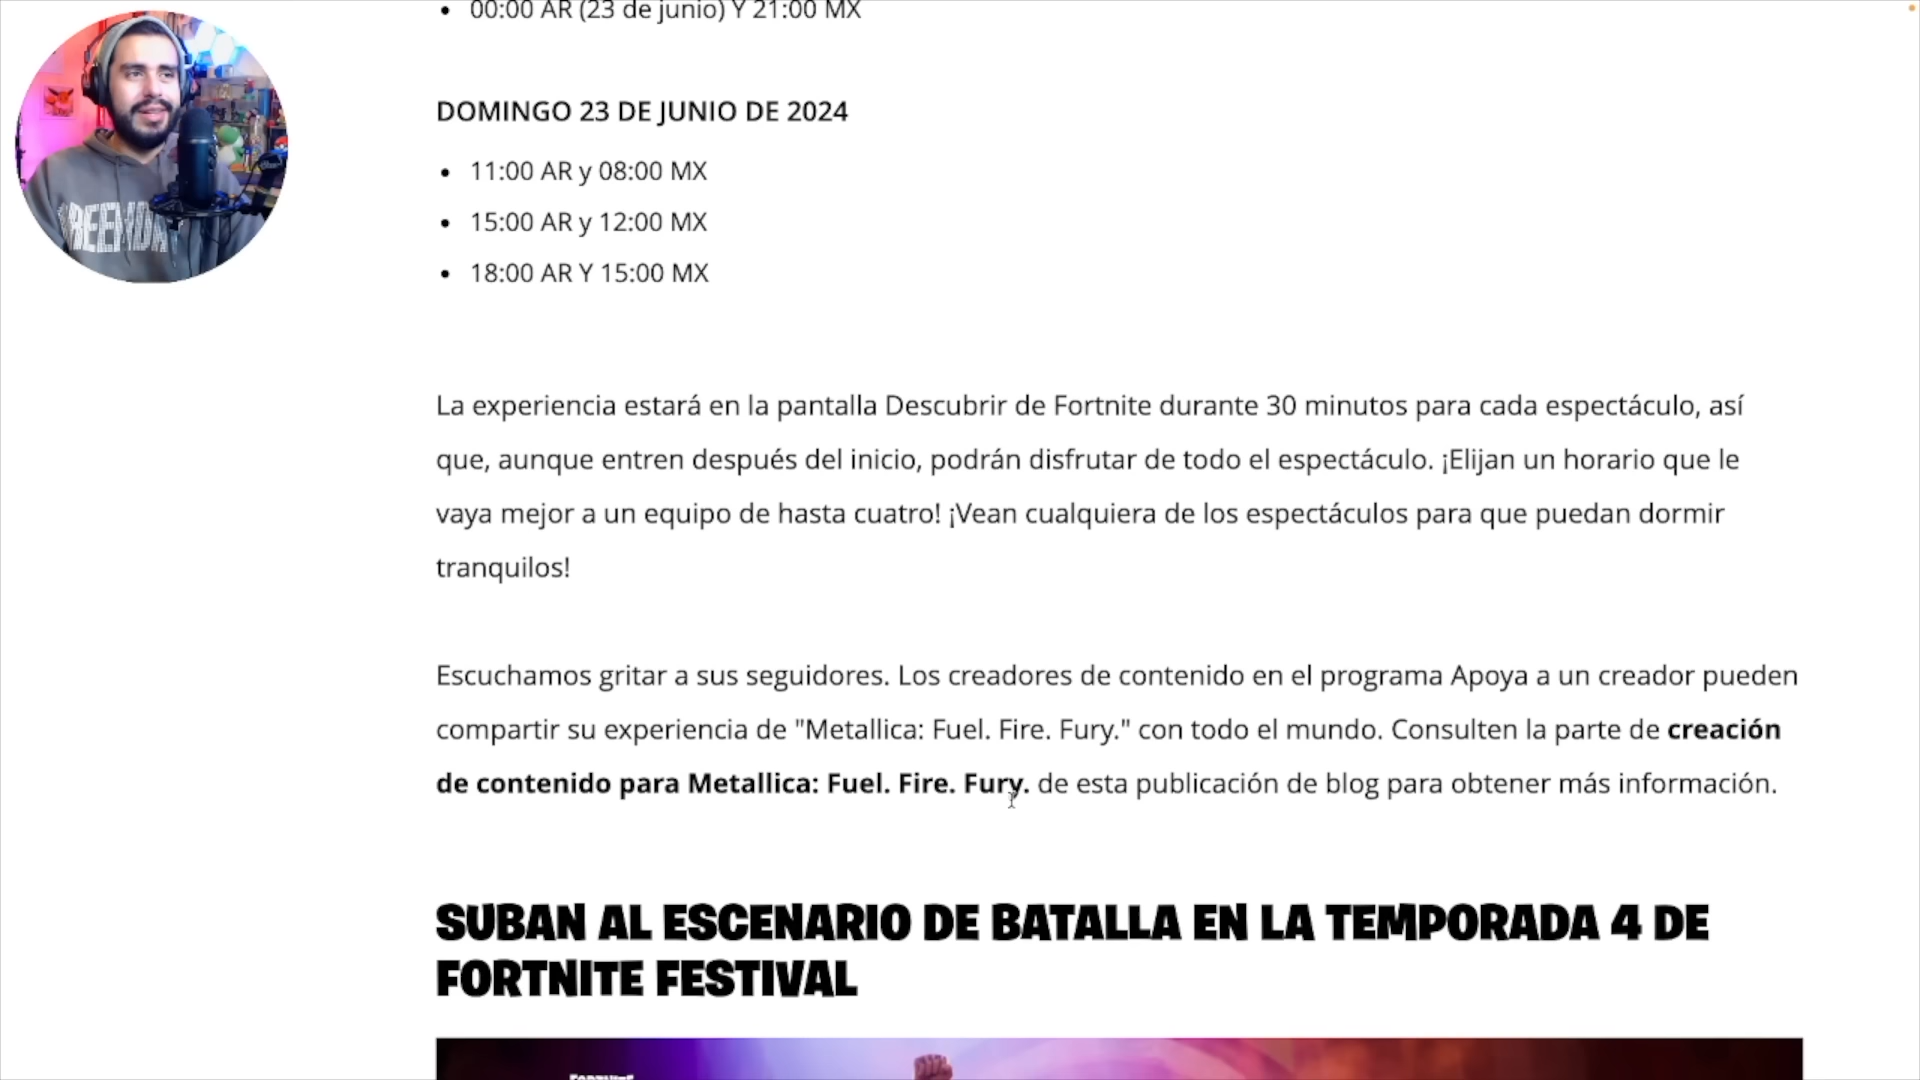 00:00 AR (23 de junio) Y 21:00 MX
DOMINGO 23 DE JUNIO DE 2024
11:00 AR y 08:00 MX
15:00 AR y 12:00 MX
18:00 AR Y 15:00 MX
La experiencia estará en la pantalla Descubrir de Fortnite durante 30 minutos para cada espectáculo, así
que, aunque entren después del inicio, podrán disfrutar de todo el espectáculo. ¡Elijan un horario que le
vaya mejor a un equipo de hasta cuatro! ¡Vean cualquiera de los espectáculos para que puedan dormir
tranquilos!
Escuchamos gritar a sus seguidores. Los creadores de contenido en el programa Apoya a un creador pueden
compartir su experiencia de "Metallica: Fuel. Fire. Fury." con todo el mundo. Consulten la parte de creación
de contenido para Metallica: Fuel. Fire. Fury. de esta publicación de blog para obtener más información.
SUBAN AL ESCENARIO DE BATALLA EN LA TEMPORADA 4 DE
FORTNITE FESTIVAL